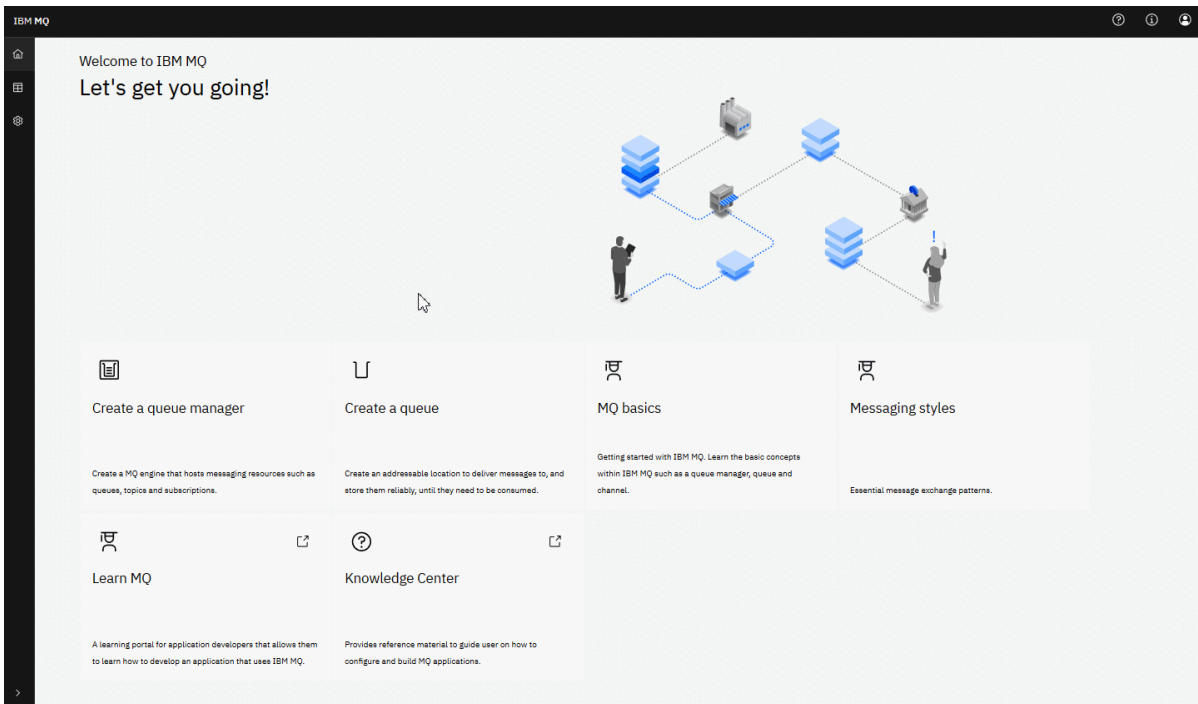 IBM MQ
Welcome to IBM MQ
Let's get you going!
!
Create a queue manager
Create a MQ engine that hosts messaging resources such as
queues, topics and subscriptions.
Create a queue
Create an addressable location to deliver messages to, and
store them reliably, until they need to be consumed.
MQ basics
Getting started with IBM MQ. Learn the basic concepts
within IBM MQ such as a queue manager, queue and
channel.
Messaging styles
Essential message exchange patterns.
Learn MQ
A learning portal for application developers that allows them
to learn how to develop an application that uses IBM MQ.
Knowledge Center
Provides reference material to guide user on how to
configure and build MQ applications.